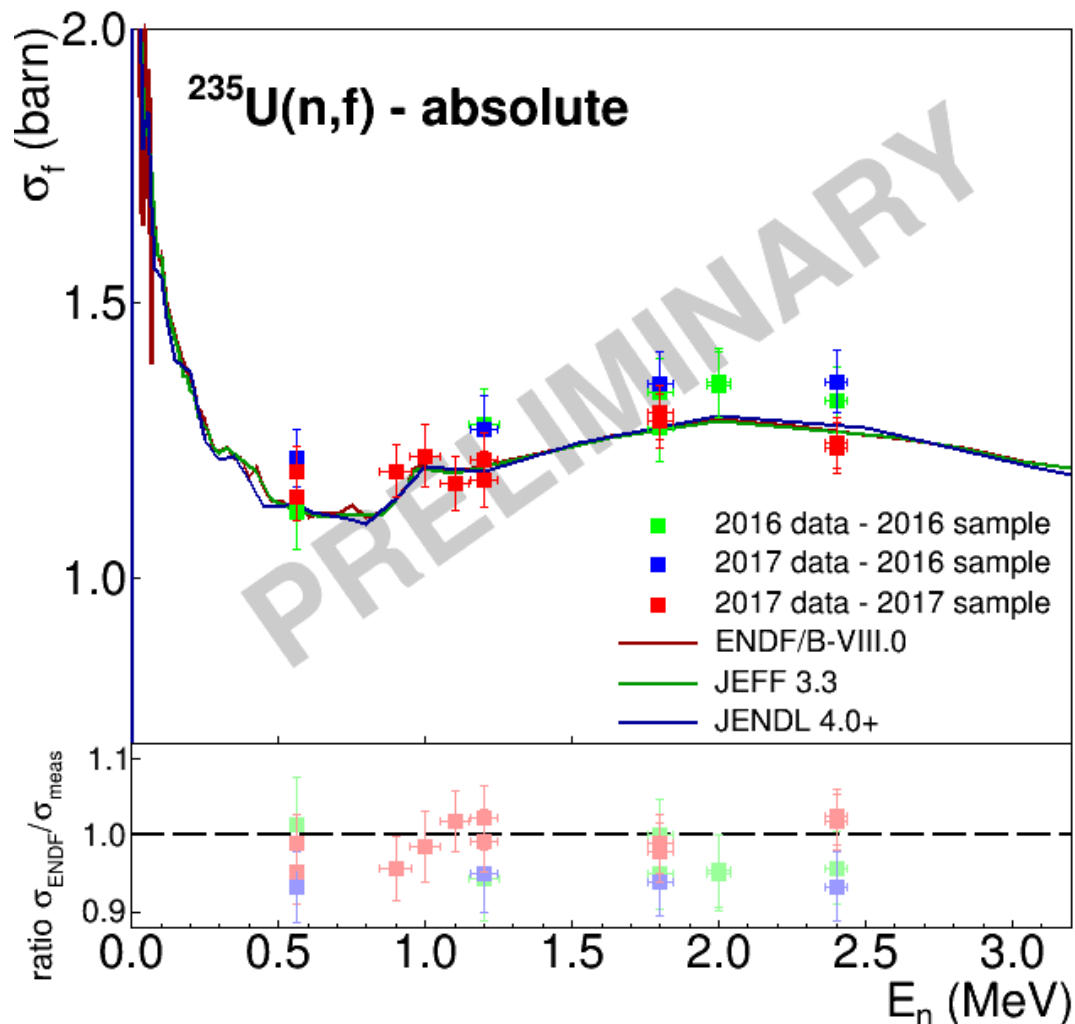 2.0
σf (barn)
235U(n,f) - absolute
PRELIMINARY
1.5
1.0
2016 data - 2016 sample
2017 data - 2016 sample
2017 data - 2017 sample
ENDF/B-VIII.0
JEFF 3.3
JENDL 4.0+
1.1
1.0
0.9
ratio σENDF/σmeas
0.0 0.5 1.0 1.5 2.0 2.5 3.0
En (MeV)